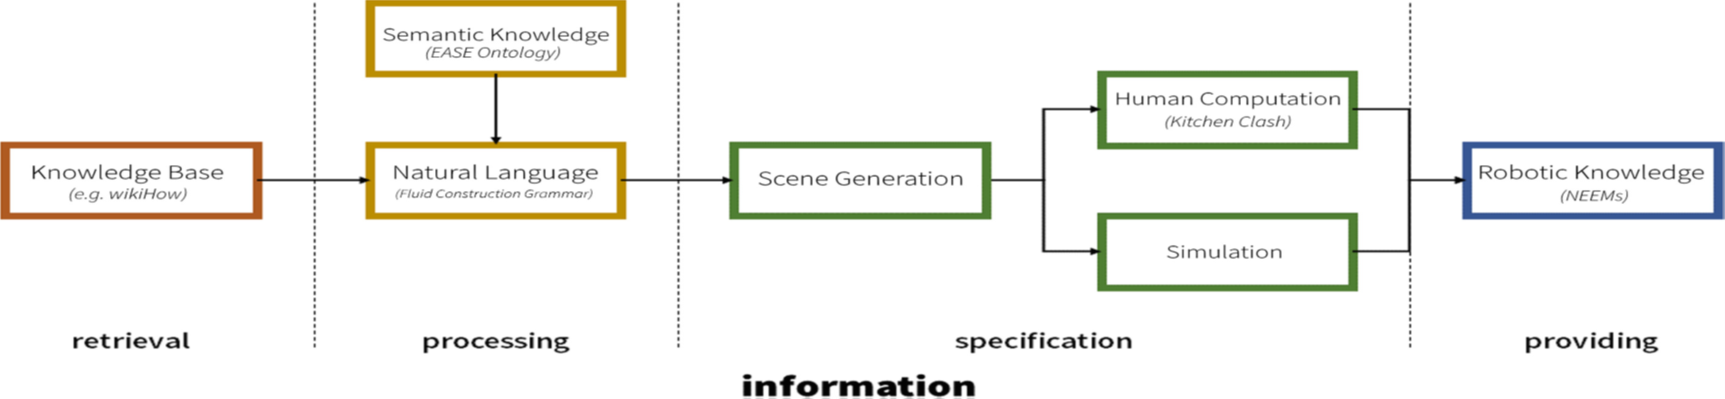 Semantic Knowledge
(EASE Ontology)
Knowledge Base
(e.g. wikiHow)
Natural Language
(Fluid Construction Grammar)
Scene Generation
Human Computation
(Kitchen Clash)
Simulation
Robotic Knowledge
(NEEMs)
retrieval
processing
specification
providing
information